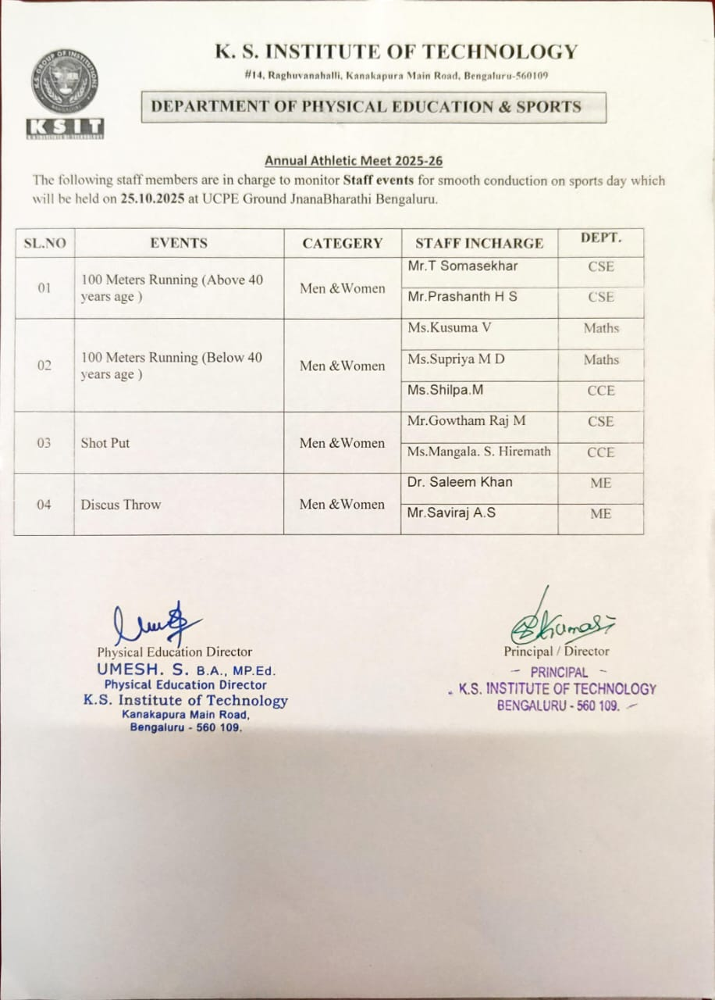 K.S. GROUP OF INSTITUTIONS
KSIT
K. S. INSTITUTE OF TECHNOLOGY
#14, Raghuvanahalli, Kanakapura Main Road, Bengaluru-560109
DEPARTMENT OF PHYSICAL EDUCATION & SPORTS
Annual Athletic Meet 2025-26
The following staff members are in charge to monitor Staff events for smooth conduction on sports day which
will be held on 25.10.2025 at UCPE Ground JnanaBharathi Bengaluru.
SL.NO EVENTS CATEGERY STAFF INCHARGE DEPT.
01 100 Meters Running (Above 40 years age ) Men &Women Mr.T Somasekhar CSE
Mr.Prashanth H S CSE
02 100 Meters Running (Below 40 years age ) Men &Women Ms.Kusuma V Maths
Ms.Supriya M D Maths
Ms.Shilpa.M CCE
03 Shot Put Men &Women Mr.Gowtham Raj M CSE
Ms.Mangala. S. Hiremath CCE
04 Discus Throw Men &Women Dr. Saleem Khan ME
Mr.Saviraj A.S ME
Physical Education Director
UMESH. S. B.A., MP.Ed.
Physical Education Director
K.S. Institute of Technology
Kanakapura Main Road,
Bengaluru - 560 109.
Principal / Director
PRINCIPAL
K.S. INSTITUTE OF TECHNOLOGY
BENGALURU - 560 109.